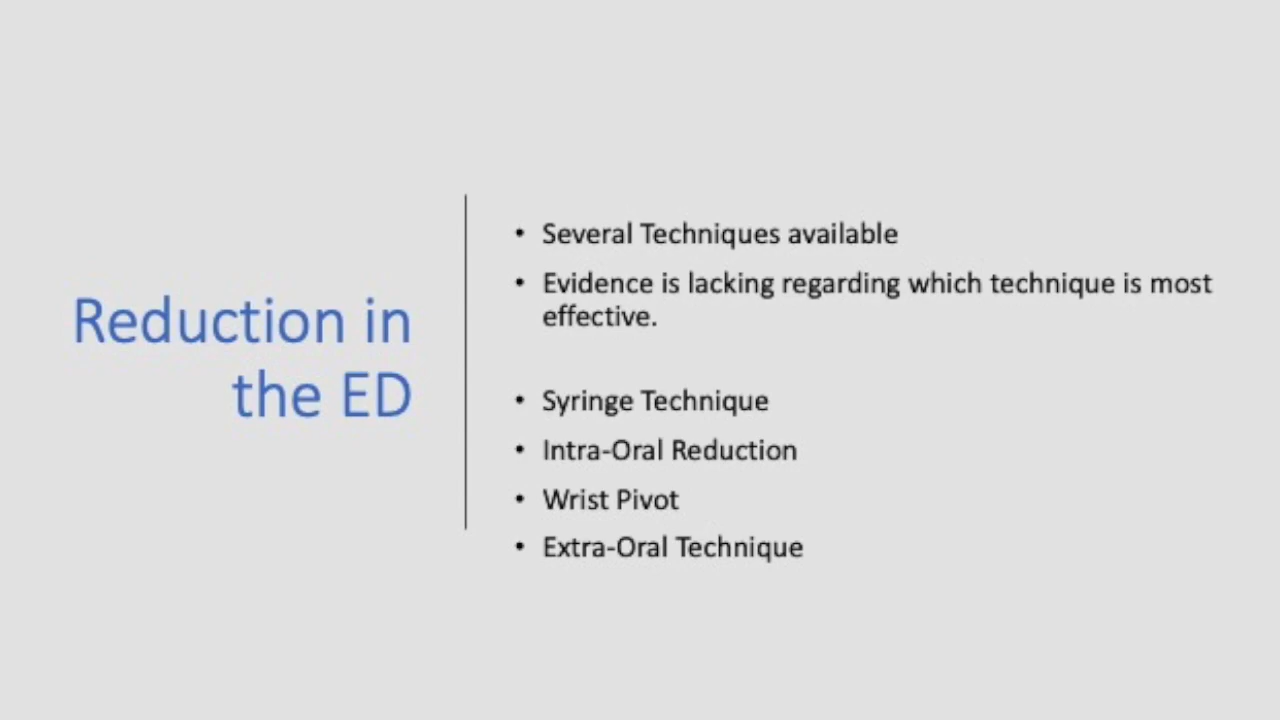 Reduction in
the ED
• Several Techniques available
• Evidence is lacking regarding which technique is most
effective.
• Syringe Technique
• Intra-Oral Reduction
• Wrist Pivot
• Extra-Oral Technique